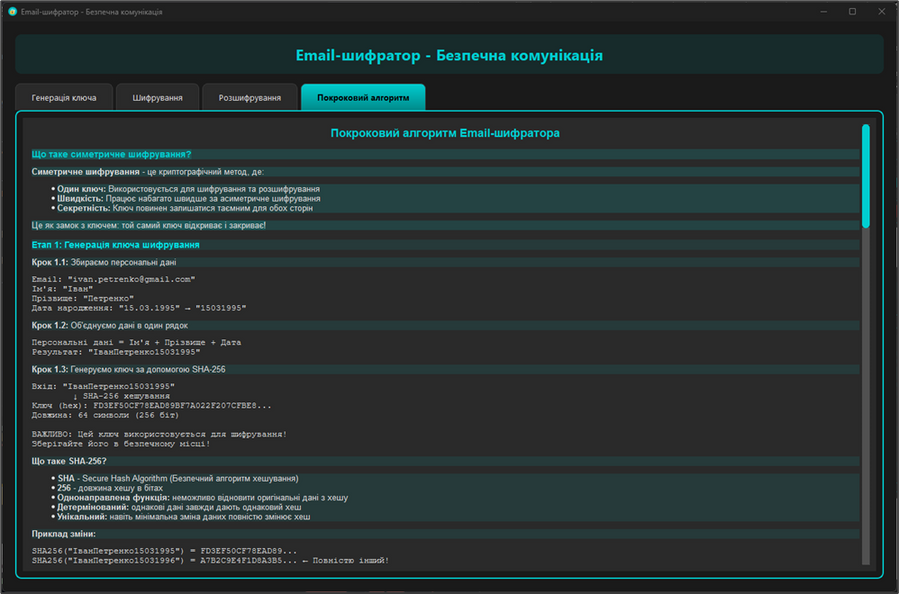 Email-шифратор - Безпечна комунікація
Email-шифратор - Безпечна комунікація
Генерація ключа
Шифрування
Розшифрування
Покроковий алгоритм
Покроковий алгоритм Email-шифратора
Що таке симетричне шифрування?
Симетричне шифрування - це криптографічний метод, де:
• Один ключ: Використовується для шифрування та розшифрування
• Швидкість: Працює набагато швидше за асиметричне шифрування
• Секретність: Ключ повинен залишатися таємним для обох сторін
Це як замок з ключем: той самий ключ відкриває і закриває!
Етап 1: Генерація ключа шифрування
Крок 1.1: Збираємо персональні дані
Email: "ivan.petrenko@gmail.com"
Ім'я: "Іван"
Прізвище: "Петренко"
Дата народження: "15.03.1995" → "15031995"
Крок 1.2: Об'єднуємо дані в один рядок
Персональні дані = Ім'я + Прізвище + Дата
Результат: "ІванПетренко15031995"
Крок 1.3: Генеруємо ключ за допомогою SHA-256
Вхід: "ІванПетренко15031995"
↓ SHA-256 хешування
Ключ (hex): FD3EF50CF78EAD89BF7A022F207CFBE8...
Довжина: 64 символи (256 біт)
ВАЖЛИВО: Цей ключ використовується для шифрування!
Зберігайте його в безпечному місці!
Що таке SHA-256?
• SHA - Secure Hash Algorithm (Безпечний алгоритм хешування)
• 256 - довжина хешу в бітах
• Однонаправлена функція: неможливо відновити оригінальні дані з хешу
• Детермінований: однакові дані завжди дають однаковий хеш
• Унікальний: навіть мінімальна зміна даних повністю змінює хеш
Приклад зміни:
SHA256("ІванПетренко15031995") = FD3EF50CF78EAD89...
SHA256("ІванПетренко15031996") = A7B2C9E4F1D8A3B5... ← Повністю інший!